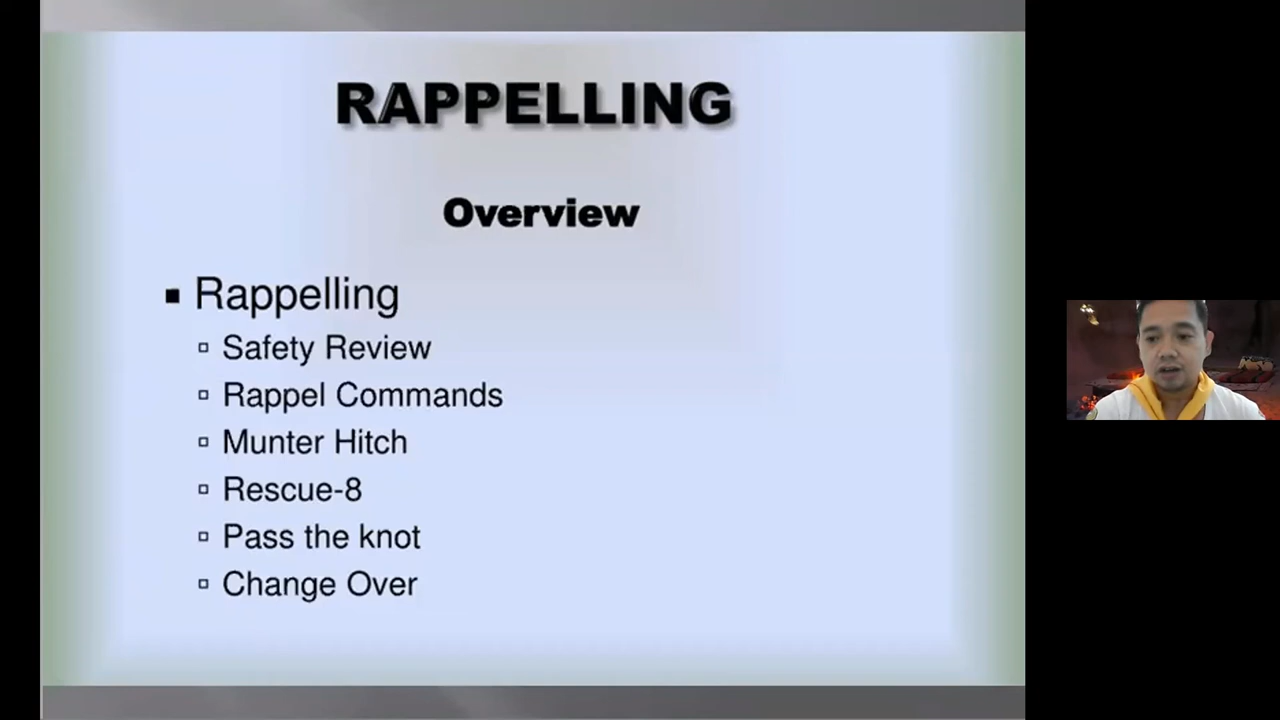 RAPPELLING
Overview
Rappelling
Safety Review
Rappel Commands
Munter Hitch
Rescue-8
Pass the knot
Change Over